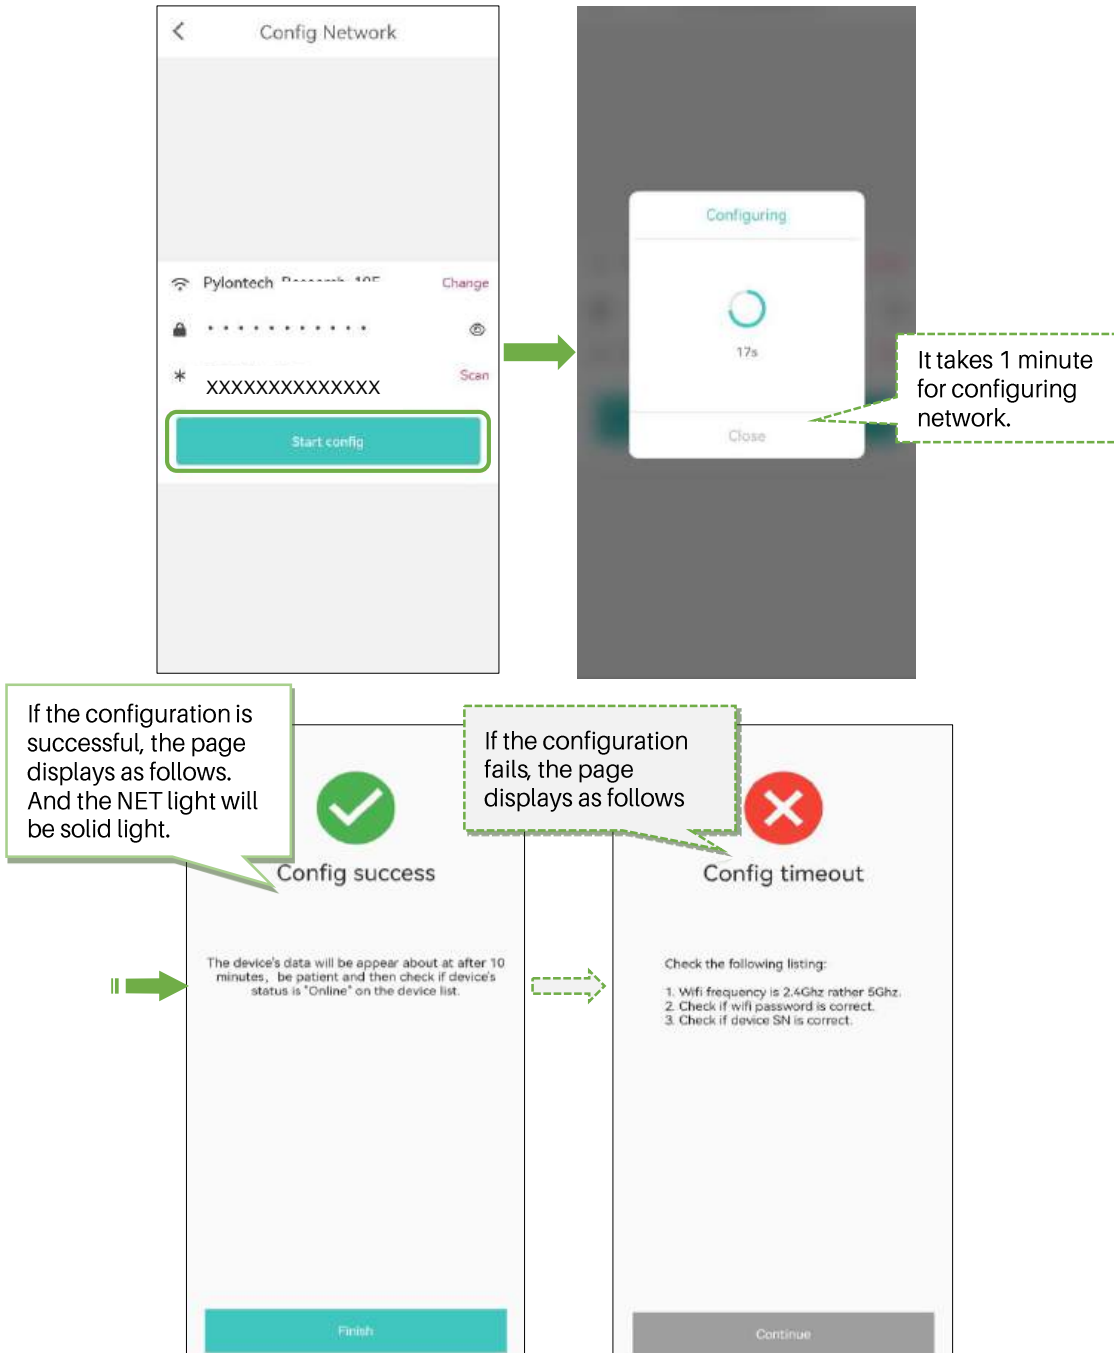 Config Network
Pylontech
Change
Scan
XXXXXXXXXXXXXX
Start config
Configuring
17s
Close
It takes 1 minute
for configuring
network.
If the configuration is
successful, the page
displays as follows.
And the NET light will
be solid light.
Config success
The device's data will be appear about at after 10
minutes, be patient and then check if device's
status is "Online" on the device list.
Finish
If the configuration
fails, the page
displays as follows
Config timeout
Check the following listing:
1. Wifi frequency is 2.4Ghz rather 5Ghz.
2. Check if wifi password is correct.
3. Check if device SN is correct.
Continue